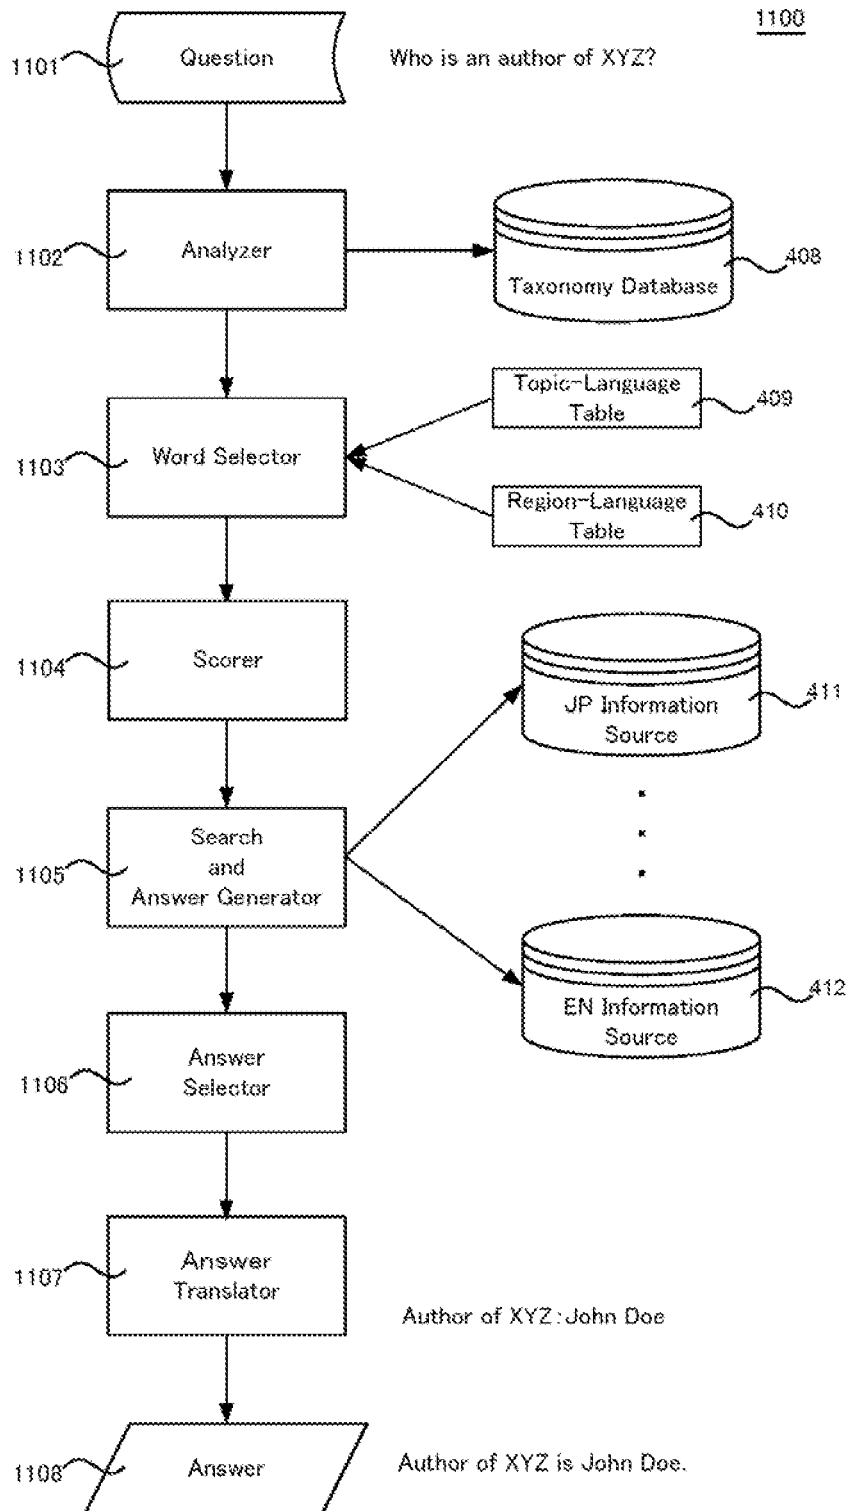 1100
1101
Question
Who is an author of XYZ?
1102
Analyzer
408
Taxonomy Database
1103
Word Selector
Topic-Language
Table
409
Region-Language
Table
410
1104
Scorer
JP Information
Source
411
1105
Search
and
Answer Generator
EN Information
Source
412
1106
Answer
Selector
1107
Answer
Translator
Author of XYZ:John Doe
1108
Answer
Author of XYZ is John Doe.